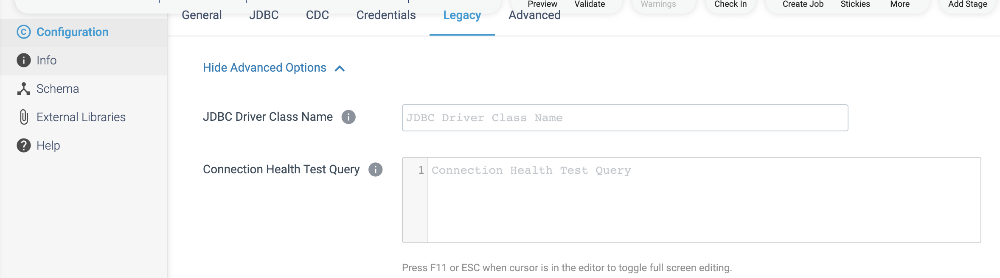 Preview Validate Warnings Check In Create Job Stickies More Add Stage
General JDBC CDC Credentials Legacy Advanced
Configuration
Info
Schema
External Libraries
Help
Hide Advanced Options
JDBC Driver Class Name
JDBC Driver Class Name
Connection Health Test Query
1 Connection Health Test Query
Press F11 or ESC when cursor is in the editor to toggle full screen editing.